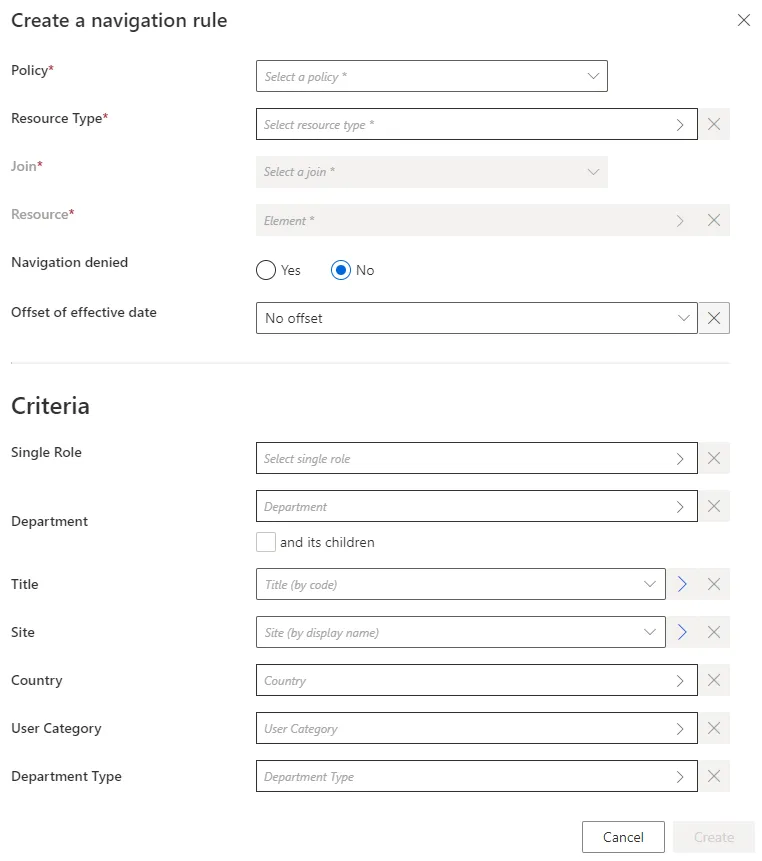 Create a navigation rule
Policy*
Select a policy *
Resource Type*
Select resource type *
Join*
Select a join *
Resource*
Element *
Navigation denied
Yes
No
Offset of effective date
No offset
Criteria
Single Role
Select single role
Department
Department
and its children
Title
Title (by code)
Site
Site (by display name)
Country
Country
User Category
User Category
Department Type
Department Type
Cancel
Create